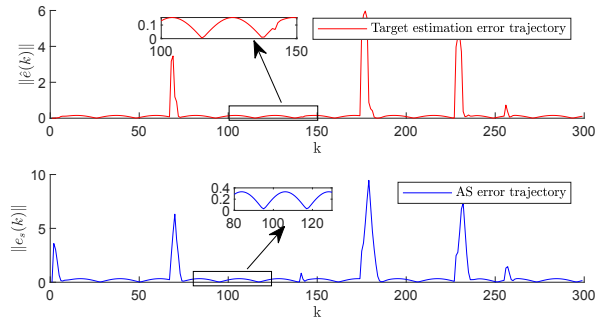 6
4
2
0
0.1
0
100
150
Target estimation error trajectory
‖ê(k)‖
0 50 100 150 200 250 300
k
10
5
0
0.4
0.2
0
80 100 120
AS error trajectory
‖e_s(k)‖
0 50 100 150 200 250 300
k